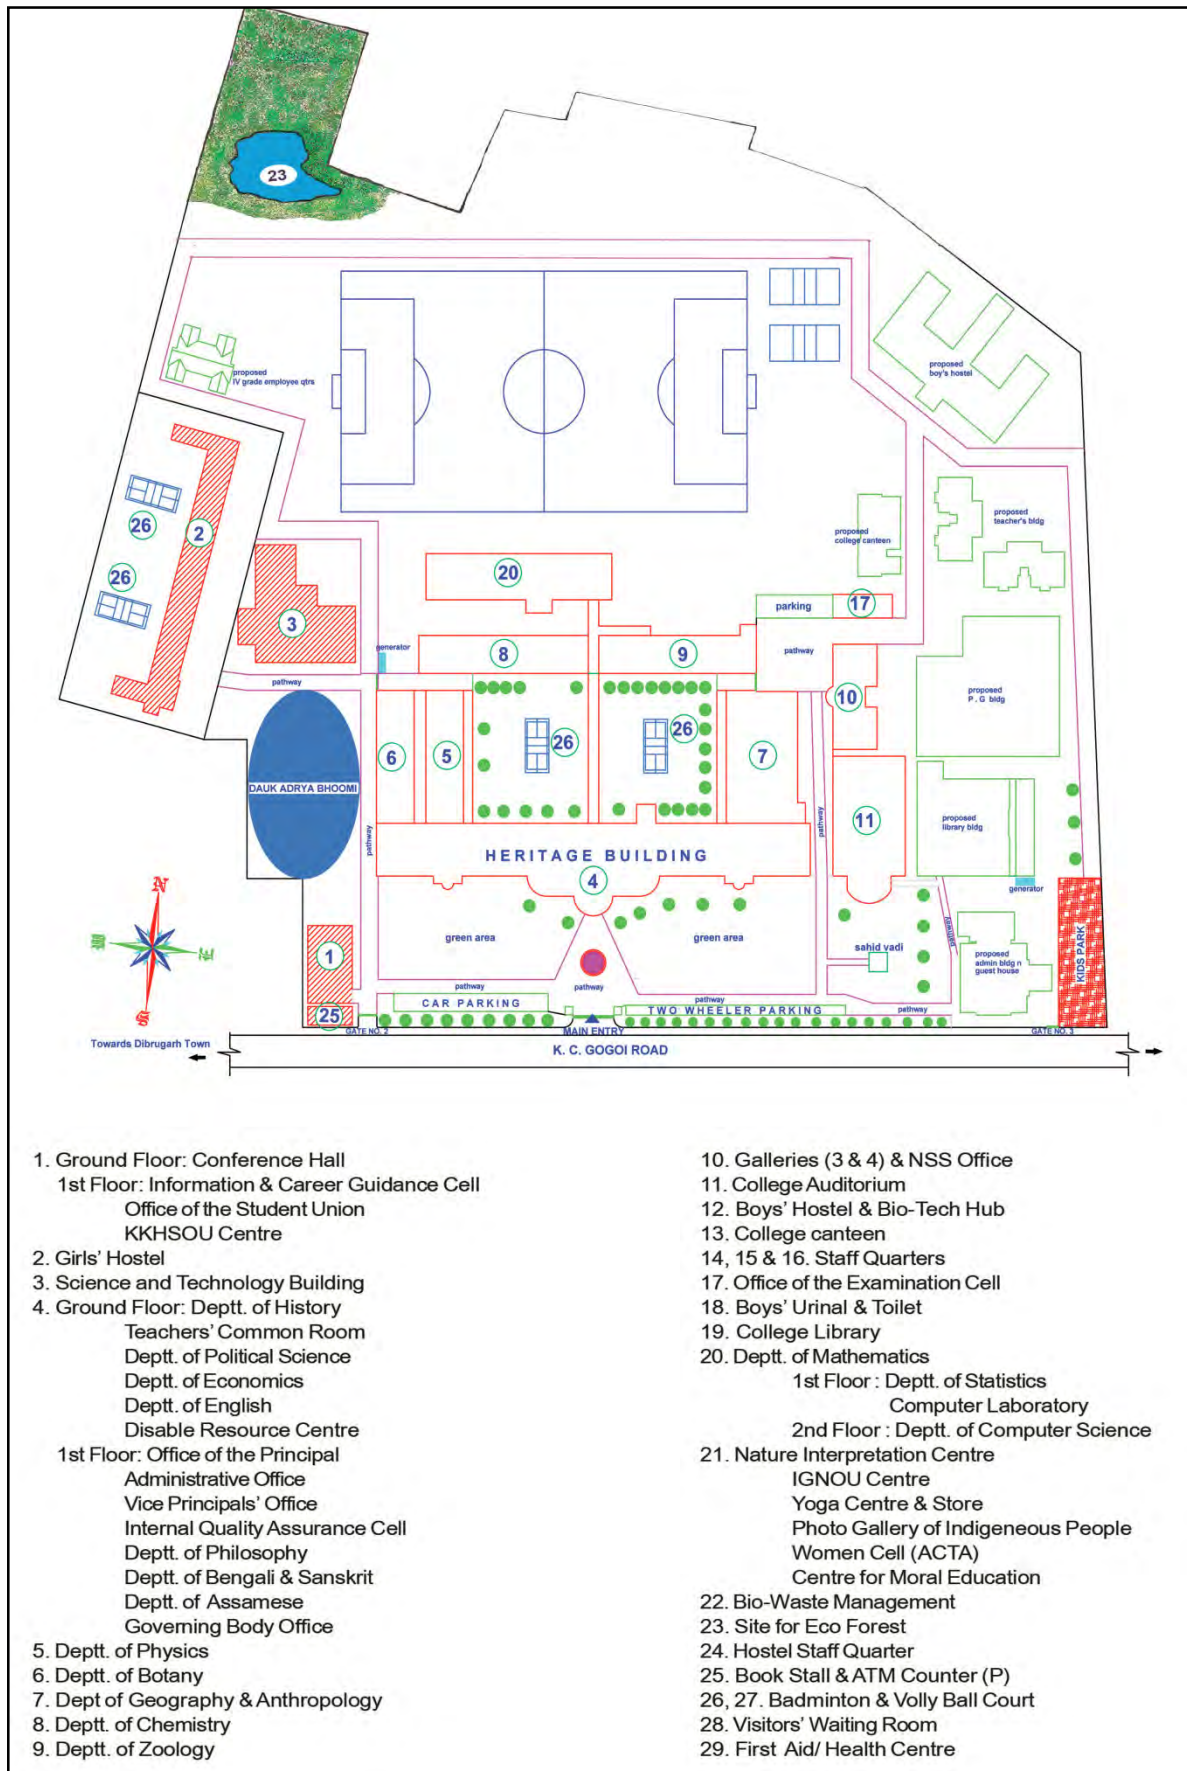 23
proposed
IV grade employee qtrs
proposed
boy's hostel
26
2
26
proposed
college canteen
proposed
teacher's bldg
20
3
parking
17
generator
8
9
pathway
pathway
10
proposed
P . G bldg
6
5
26
26
7
DAUK ADRYA BHOOMI
pathway
pathway
11
proposed
library bldg
HERITAGE BUILDING
4
generator
N
W
E
S
1
green area
green area
sahid vadi
pathway
proposed
admin bldg n
guest house
KIDS PARK
pathway
pathway
pathway
pathway
CAR PARKING
TWO WHEELER PARKING
25
GATE NO. 2
MAIN ENTRY
GATE NO. 3
Towards Dibrugarh Town
K. C. GOGOI ROAD
1. Ground Floor: Conference Hall
1st Floor: Information & Career Guidance Cell
Office of the Student Union
KKHSOU Centre
2. Girls' Hostel
3. Science and Technology Building
4. Ground Floor: Deptt. of History
Teachers' Common Room
Deptt. of Political Science
Deptt. of Economics
Deptt. of English
Disable Resource Centre
1st Floor: Office of the Principal
Administrative Office
Vice Principals' Office
Internal Quality Assurance Cell
Deptt. of Philosophy
Deptt. of Bengali & Sanskrit
Deptt. of Assamese
Governing Body Office
5. Deptt. of Physics
6. Deptt. of Botany
7. Dept of Geography & Anthropology
8. Deptt. of Chemistry
9. Deptt. of Zoology
10. Galleries (3 & 4) & NSS Office
11. College Auditorium
12. Boys' Hostel & Bio-Tech Hub
13. College canteen
14, 15 & 16. Staff Quarters
17. Office of the Examination Cell
18. Boys' Urinal & Toilet
19. College Library
20. Deptt. of Mathematics
1st Floor : Deptt. of Statistics
Computer Laboratory
2nd Floor : Deptt. of Computer Science
21. Nature Interpretation Centre
IGNOU Centre
Yoga Centre & Store
Photo Gallery of Indigeneous People
Women Cell (ACTA)
Centre for Moral Education
22. Bio-Waste Management
23. Site for Eco Forest
24. Hostel Staff Quarter
25. Book Stall & ATM Counter (P)
26, 27. Badminton & Volly Ball Court
28. Visitors' Waiting Room
29. First Aid/ Health Centre